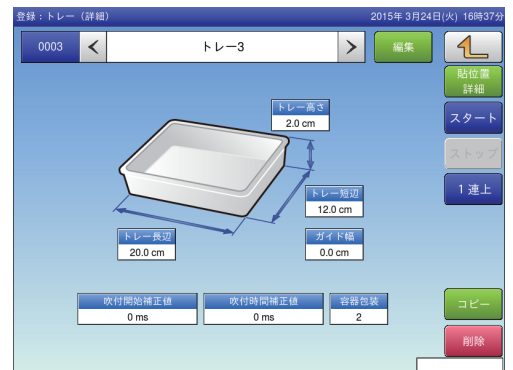 登録：トレー（詳細） 2015年 3月24日(火) 16時37分
0003 < トレー3 > 編集
貼位置
詳細
スタート
ストップ
1 連上
トレー高さ
2.0 cm
トレー短辺
12.0 cm
トレー長辺
20.0 cm
ガイド幅
0.0 cm
吹付開始補正値
0 ms
吹付時間補正値
0 ms
容器包装
2
コピー
削除